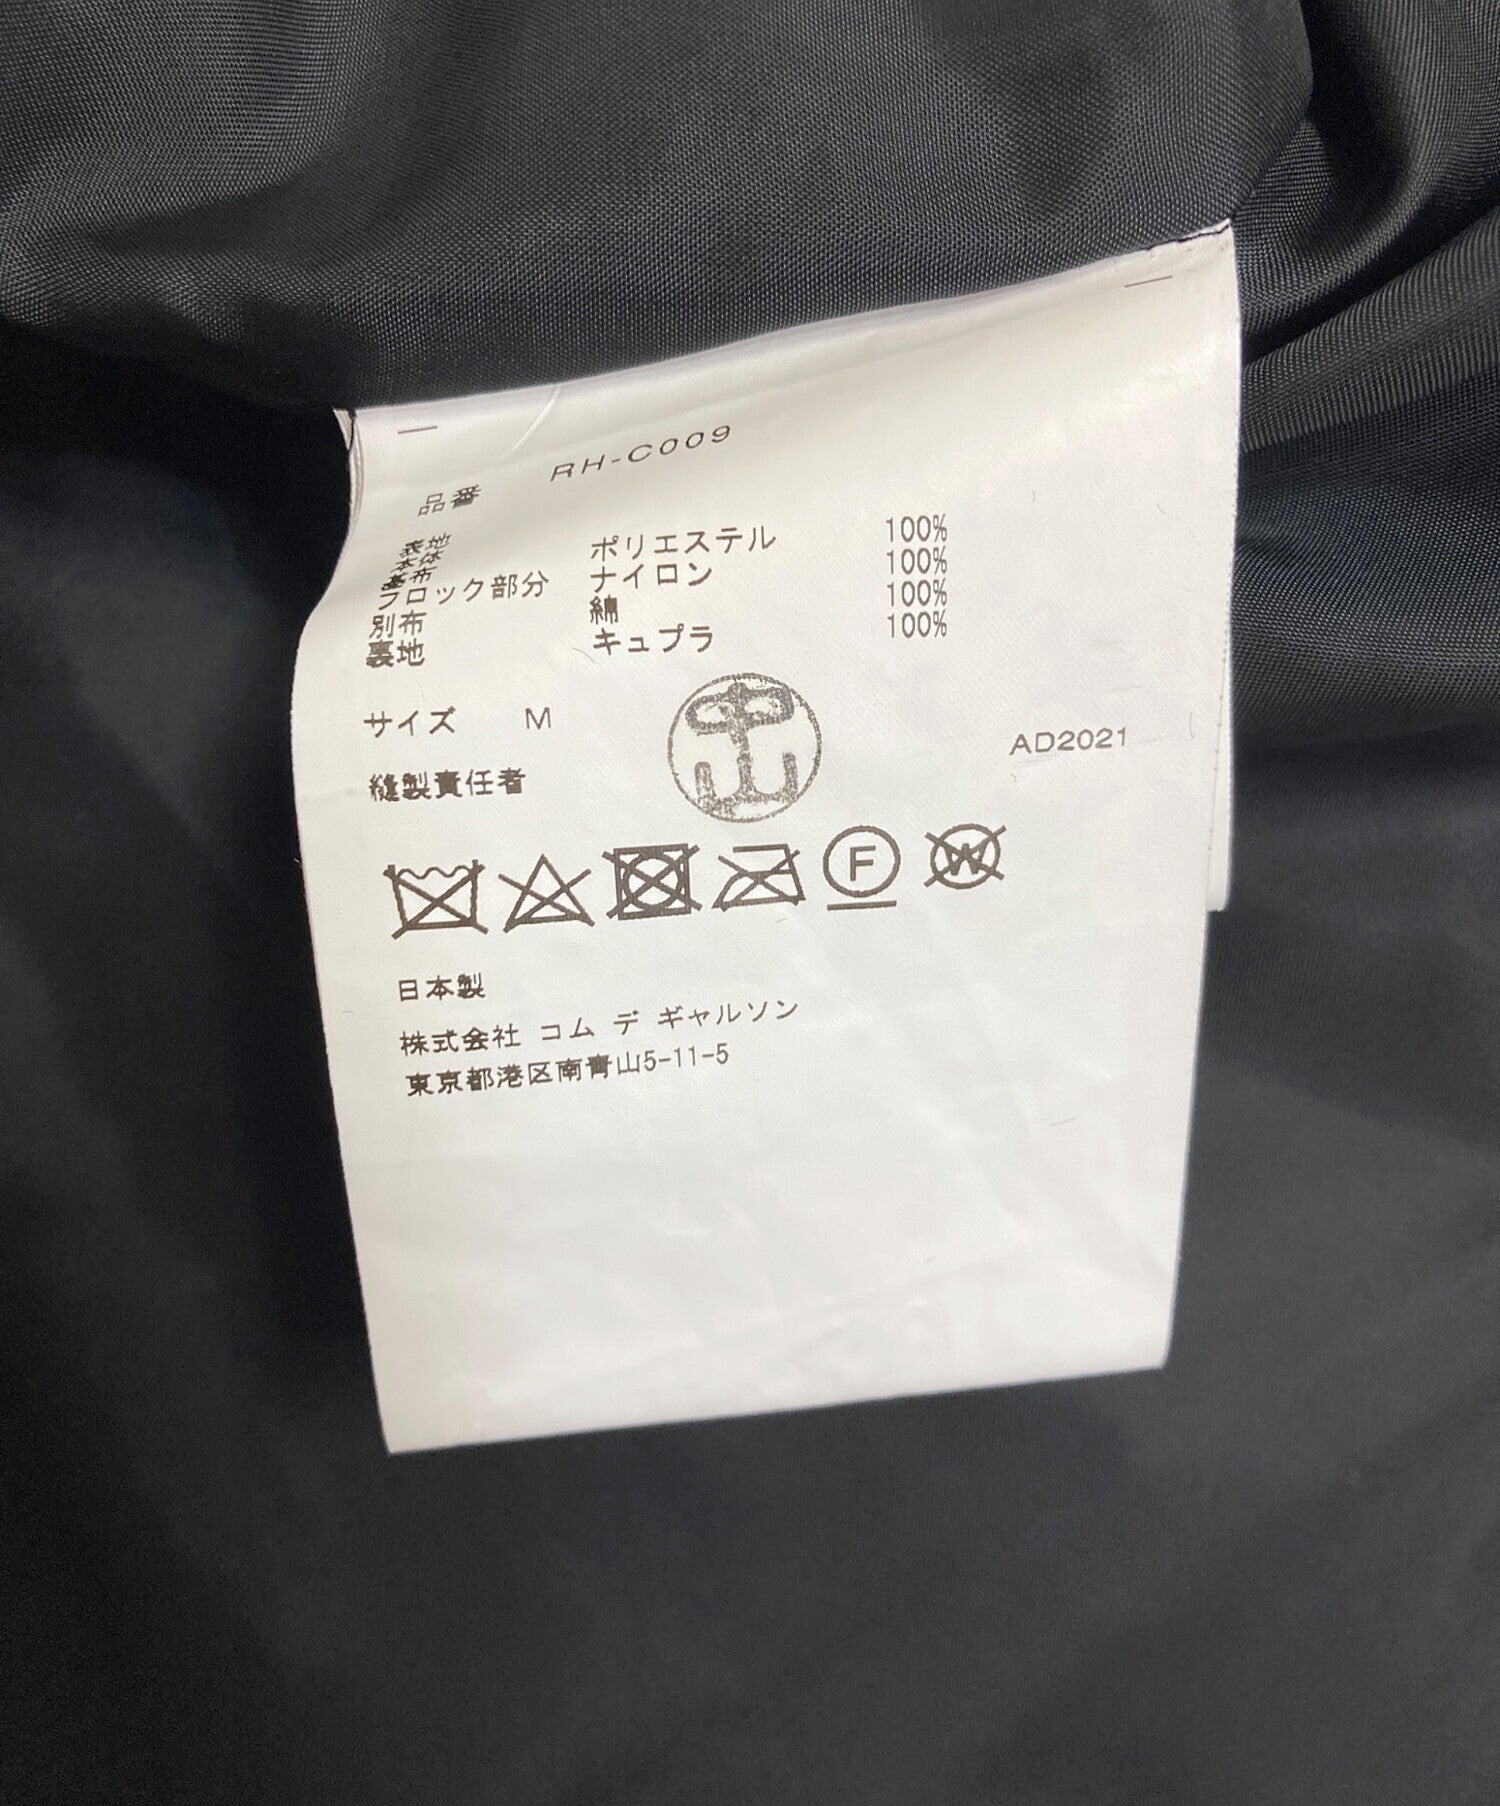 品番 RH-C009
表地
本体 ポリエステル 100%
基布
フロック部分 ナイロン 100%
別布 綿 100%
裏地 キュプラ 100%
サイズ M
AD2021
縫製責任者
F W
日本製
株式会社 コム デ ギャルソン
東京都港区南青山5-11-5